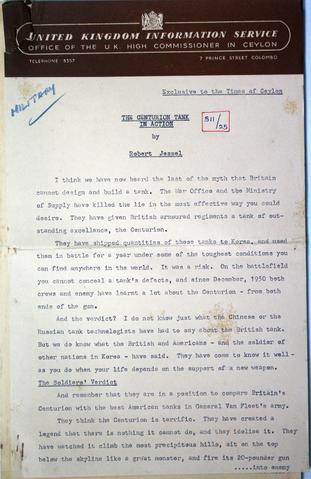 UNITED KINGDOM INFORMATION SERVICE
OFFICE OF THE U.K. HIGH COMMISSIONER IN CEYLON
TELEPHONE 5557
7 PRINCE STREET COLOMBO
Exclusive to the Times of Ceylon
MILITARY
THE CENTURION TANK
IN ACTION
511/25
by
Robert Jessel
I think we have now heard the last of the myth that Britain
cannot design and build a tank. The War Office and the Ministry
of Supply have killed the lie in the most effective way you could
desire. They have given British armoured regiments a tank of out-
standing excellence, the Centurion.
They have shipped quantities of these tanks to Korea, and used
them in battle for a year under some of the toughest conditions you
can find anywhere in the world. It was a risk. On the battlefield
you cannot conceal a tank's defects, and since December, 1950 both
crews and enemy have learnt a lot about the Centurion - from both
ends of the gun.
And the verdict? I do not know just what the Chinese or the
Russian tank technologists have had to say about the British tank.
But we do know what the British and Americans - and the soldier of
other nations in Korea - have said. They have come to know it well -
as you do when your life depends on the support of a new weapon.
The Soldiers' Verdict
And remember that they are in a position to compare Britain's
Centurion with the best American tanks in General Van Fleet's army.
They think the Centurion is terrific. They have created a
legend that there is nothing it cannot do, and they idolise it. They
have watched it climb the most precipitous hills, sit on the top
below the skyline like a great monster, and fire its 20-pounder gun
.....into enemy